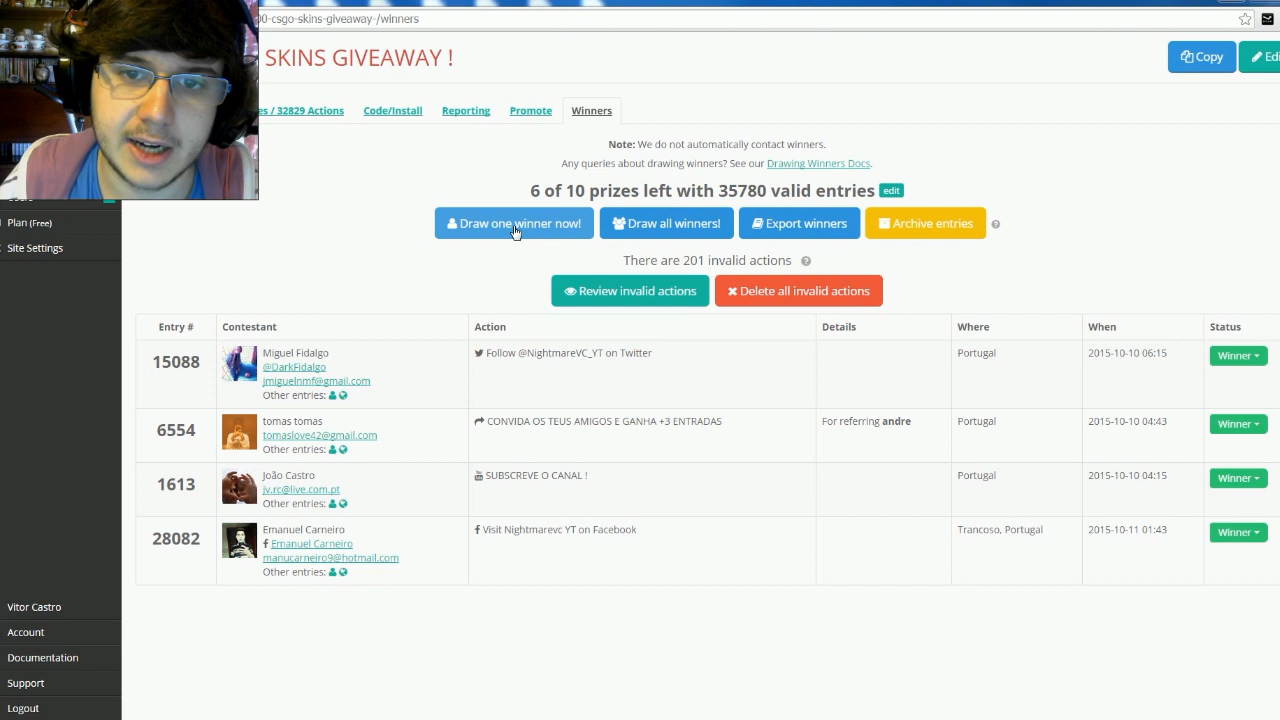 00-csgo-skins-giveaway-/winners
SKINS GIVEAWAY !
Copy
Edi
es / 32829 Actions
Code/Install
Reporting
Promote
Winners
Note: We do not automatically contact winners.
Any queries about drawing winners? See our Drawing Winners Docs.
6 of 10 prizes left with 35780 valid entries edit
Draw one winner now!
Draw all winners!
Export winners
Archive entries
There are 201 invalid actions
Review invalid actions
Delete all invalid actions
Plan (Free)
Site Settings
Entry # Contestant Action Details Where When Status
15088
Miguel Fidalgo
@DarkFidalgo
jmiguelnmf@gmail.com
Other entries:
Follow @NightmareVC_YT on Twitter
Portugal
2015-10-10 06:15
Winner
6554
tomas tomas
tomaslove42@gmail.com
Other entries:
CONVIDA OS TEUS AMIGOS E GANHA +3 ENTRADAS
For referring andre
Portugal
2015-10-10 04:43
Winner
1613
João Castro
jv.rc@live.com.pt
Other entries:
SUBSCREVE O CANAL !
Portugal
2015-10-10 04:15
Winner
28082
Emanuel Carneiro
Emanuel Carneiro
manucarneiro9@hotmail.com
Other entries:
Visit Nightmarevc YT on Facebook
Trancoso, Portugal
2015-10-11 01:43
Winner
Vitor Castro
Account
Documentation
Support
Logout